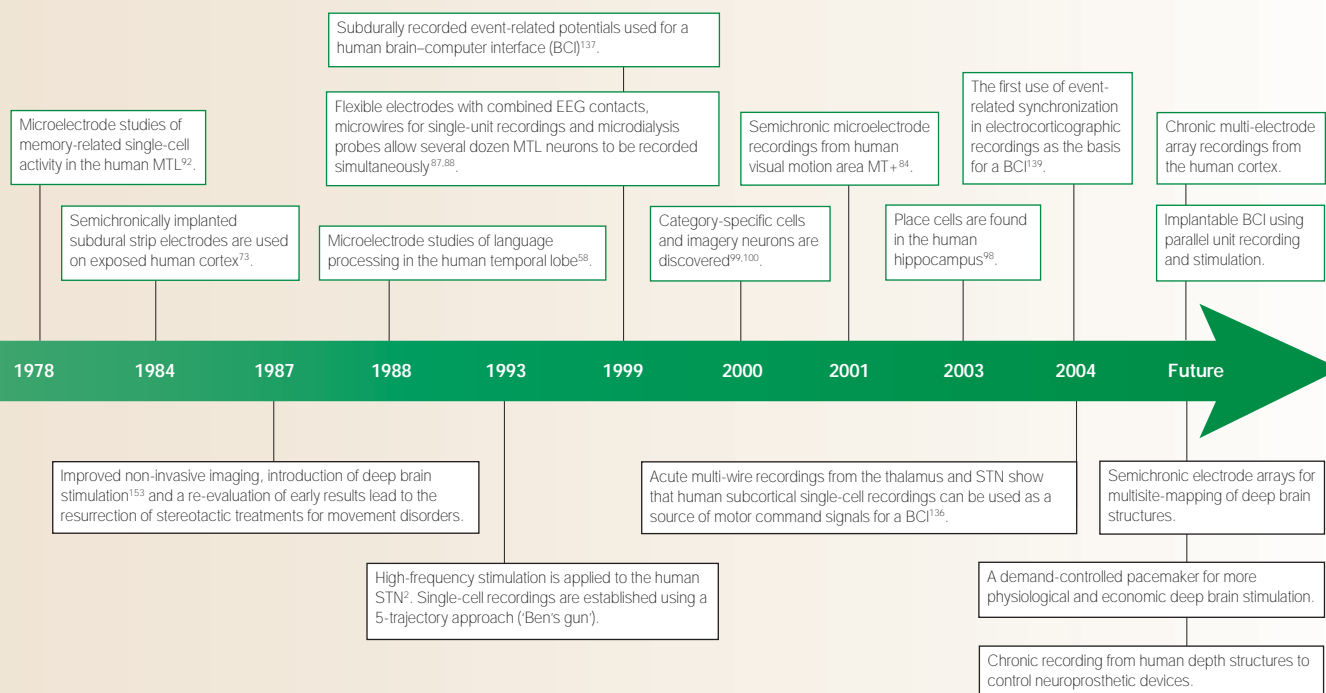 Subdurally recorded event-related potentials used for a
human brain–computer interface (BCI)137.
Flexible electrodes with combined EEG contacts,
microwires for single-unit recordings and microdialysis
probes allow several dozen MTL neurons to be recorded
simultaneously87,88.
The first use of event-
related synchronization
in electrocorticographic
recordings as the basis
for a BCI139.
Microelectrode studies of
memory-related single-cell
activity in the human MTL92.
Semichronic microelectrode
recordings from human
visual motion area MT+84.
Chronic multi-electrode
array recordings from
the human cortex.
Semichronically implanted
subdural strip electrodes are used
on exposed human cortex73.
Microelectrode studies of language
processing in the human temporal lobe58.
Category-specific cells
and imagery neurons are
discovered99,100.
Place cells are found
in the human
hippocampus98.
Implantable BCI using
parallel unit recording
and stimulation.
1978 1984 1987 1988 1993 1999 2000 2001 2003 2004 Future
Improved non-invasive imaging, introduction of deep brain
stimulation153 and a re-evaluation of early results lead to the
resurrection of stereotactic treatments for movement disorders.
Acute multi-wire recordings from the thalamus and STN show
that human subcortical single-cell recordings can be used as a
source of motor command signals for a BCI136.
Semichronic electrode arrays for
multisite-mapping of deep brain
structures.
High-frequency stimulation is applied to the human
STN2. Single-cell recordings are established using a
5-trajectory approach ('Ben's gun').
A demand-controlled pacemaker for more
physiological and economic deep brain stimulation.
Chronic recording from human depth structures to
control neuroprosthetic devices.